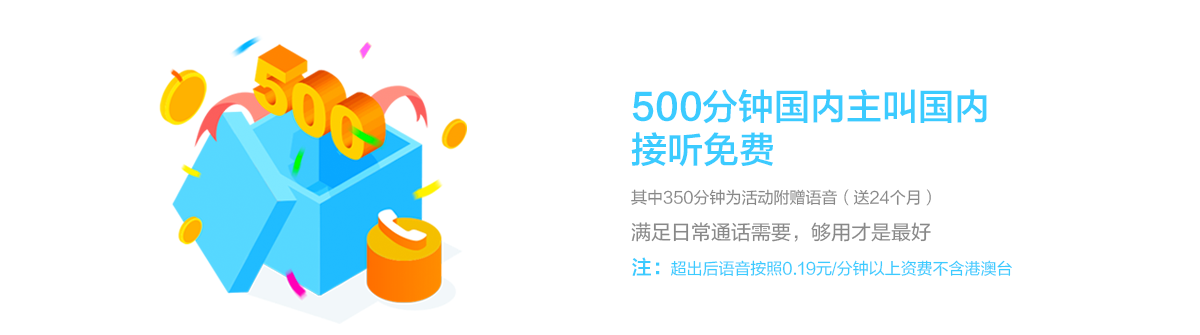 500
500分钟国内主叫国内
接听免费
其中350分钟为活动附赠语音（送24个月）
满足日常通话需要，够用才是最好
注：超出后语音按照0.19元/分钟以上资费不含港澳台